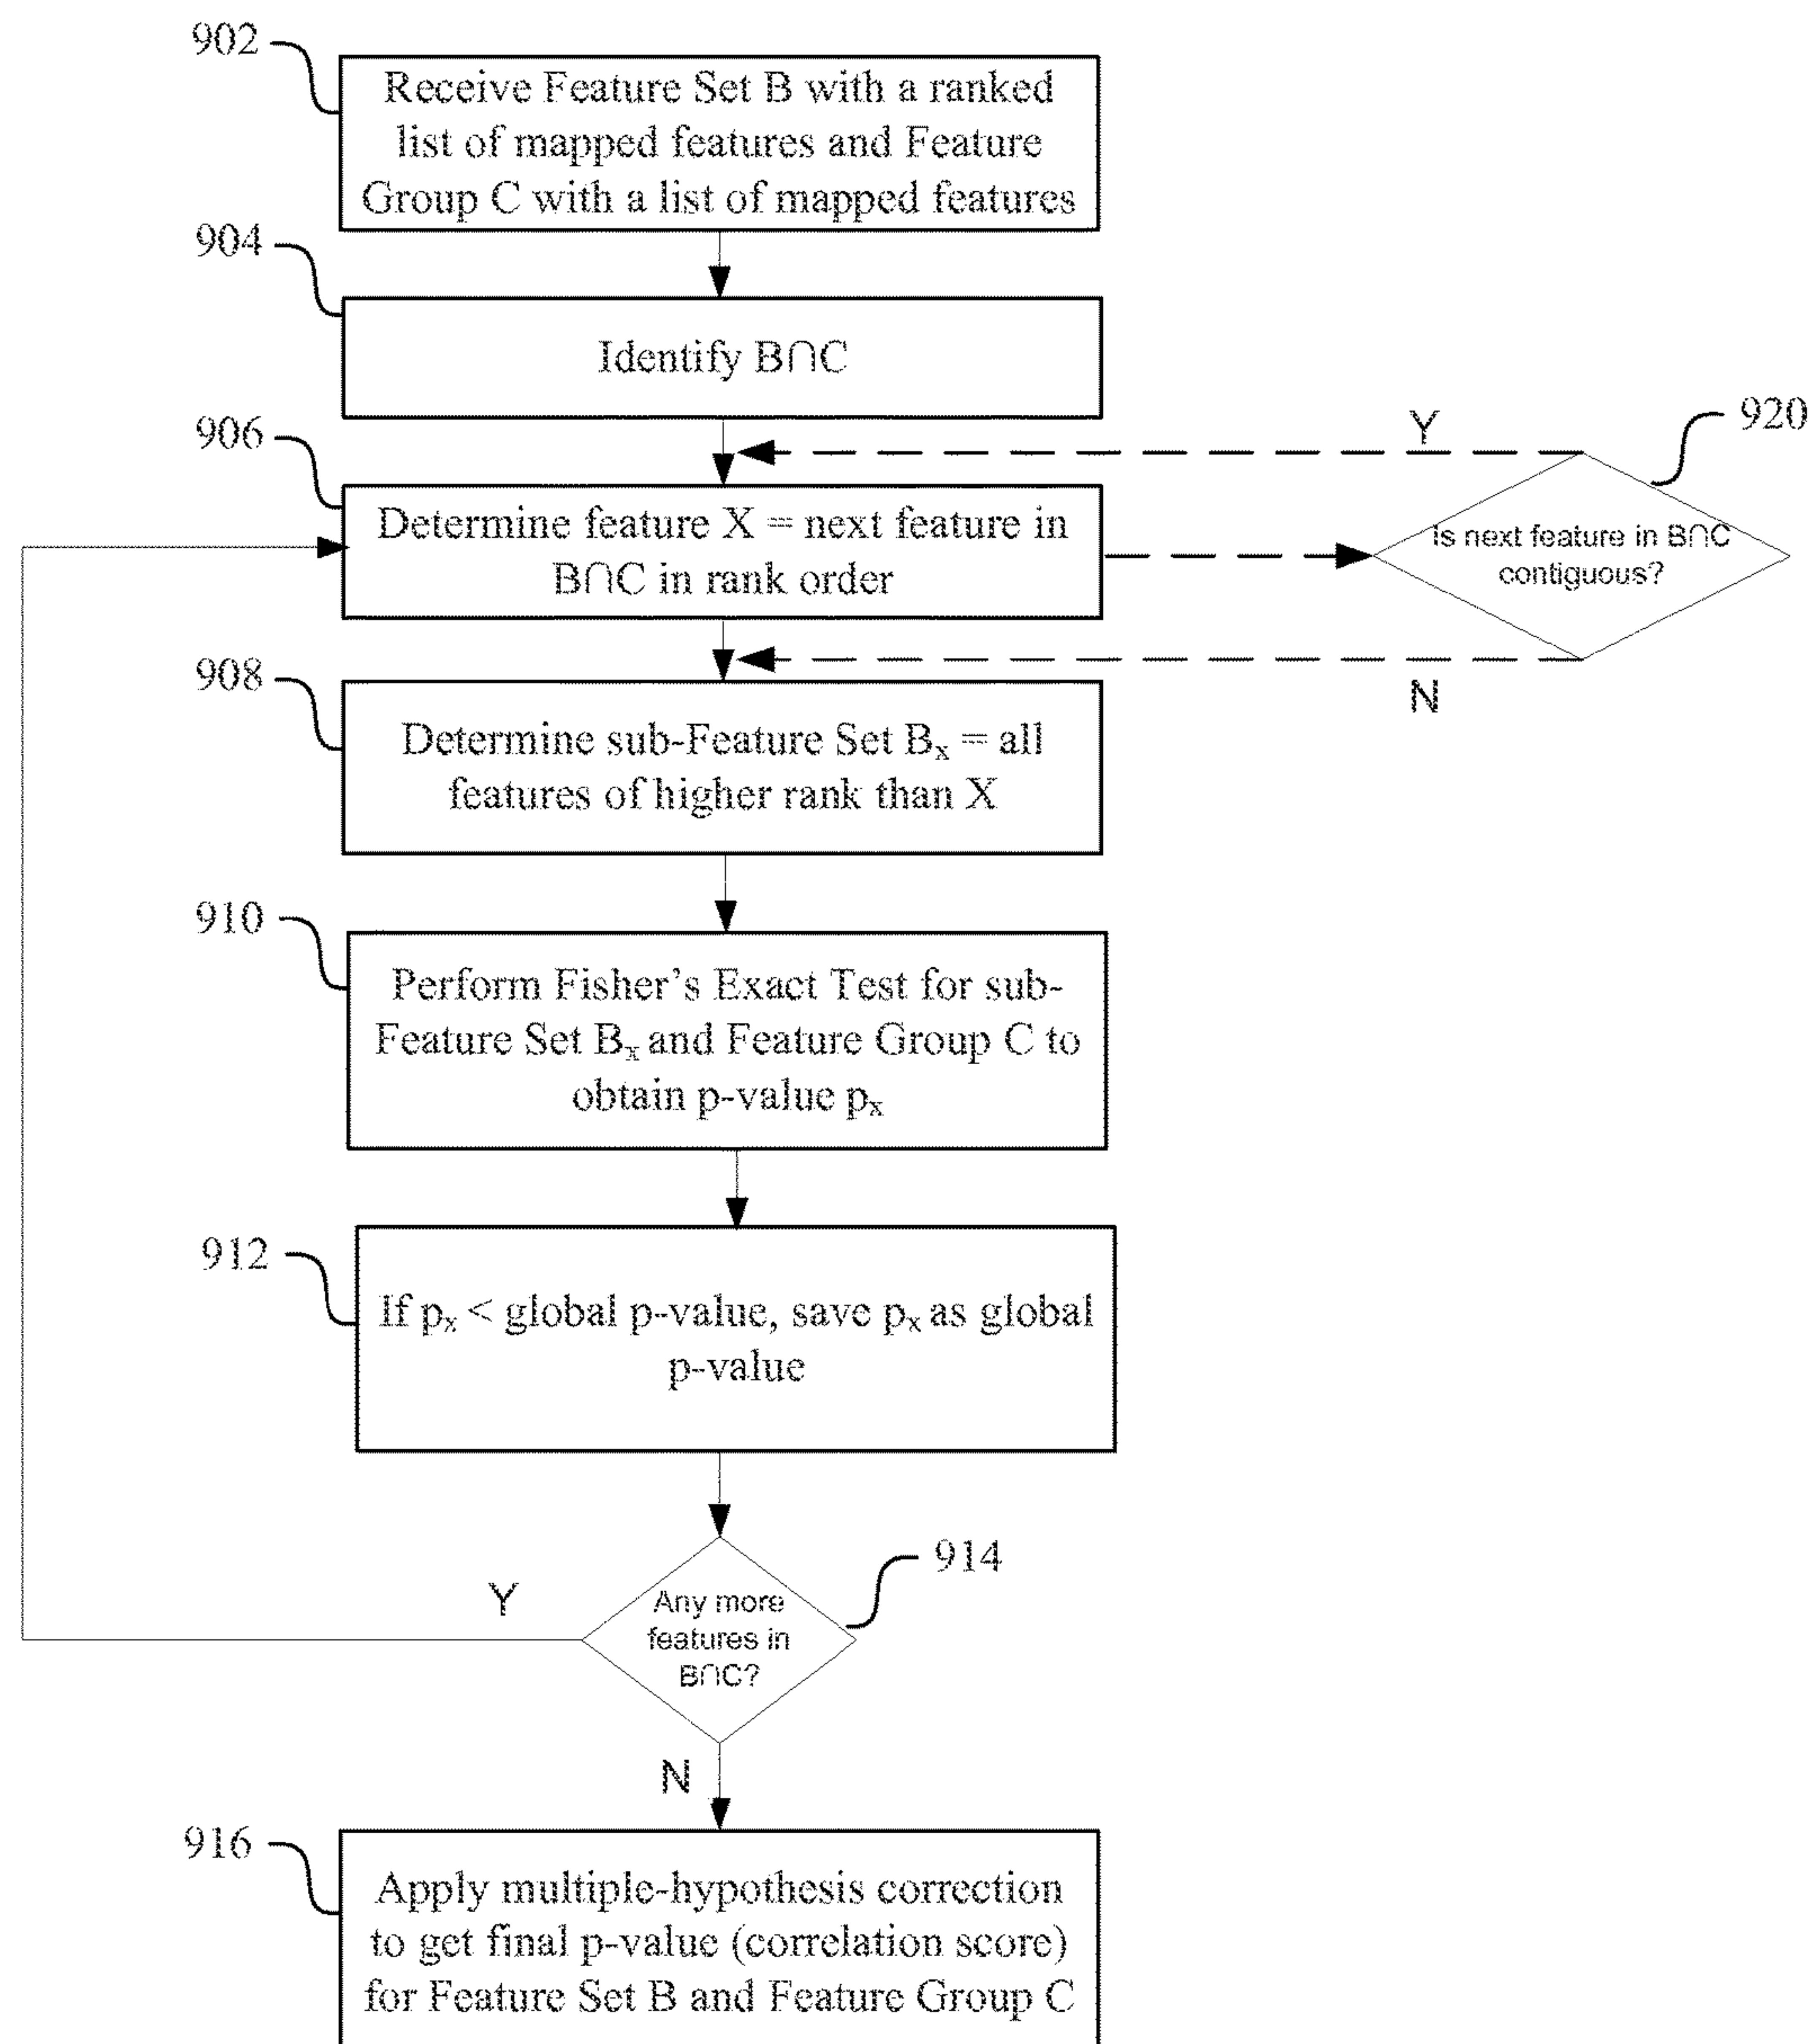 902
Receive Feature Set B with a ranked
list of mapped features and Feature
Group C with a list of mapped features
904
Identify B∩C
906
Determine feature X = next feature in
B∩C in rank order
Y
920
Is next feature in B∩C
contiguous?
N
908
Determine sub-Feature Set Bₓ = all
features of higher rank than X
910
Perform Fisher's Exact Test for sub-
Feature Set Bₓ and Feature Group C to
obtain p-value pₓ
912
If pₓ < global p-value, save pₓ as global
p-value
914
Any more
features in
B∩C?
Y
N
916
Apply multiple-hypothesis correction
to get final p-value (correlation score)
for Feature Set B and Feature Group C